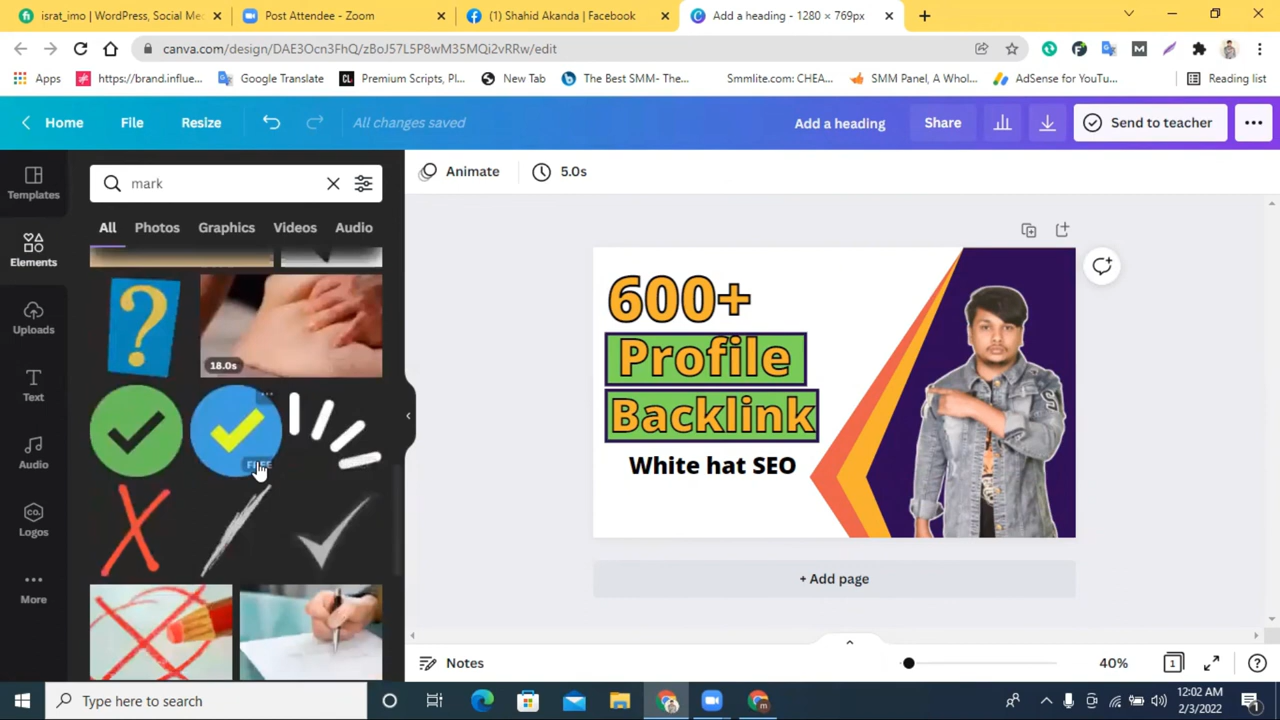 israt_imo | WordPress, Social Me
Post Attendee - Zoom
(1) Shahid Akanda | Facebook
Add a heading - 1280 × 769px
canva.com/design/DAE3Ocn3FhQ/zBoJ57L5P8wM35MQi2vRRw/edit
Apps
https://brand.influe...
Google Translate
Premium Scripts, Pl...
New Tab
The Best SMM- The...
Smmlite.com: CHEA...
SMM Panel, A Whol...
AdSense for YouTu...
Reading list
Home
File
Resize
All changes saved
Add a heading
Share
Send to teacher
Templates
Elements
Uploads
Text
Audio
Logos
More
mark
All
Photos
Graphics
Videos
Audio
18.0s
Animate
5.0s
600+
Profile
Backlink
White hat SEO
S
+ Add page
Notes
40%
1
Type here to search
12:02 AM
2/3/2022
1